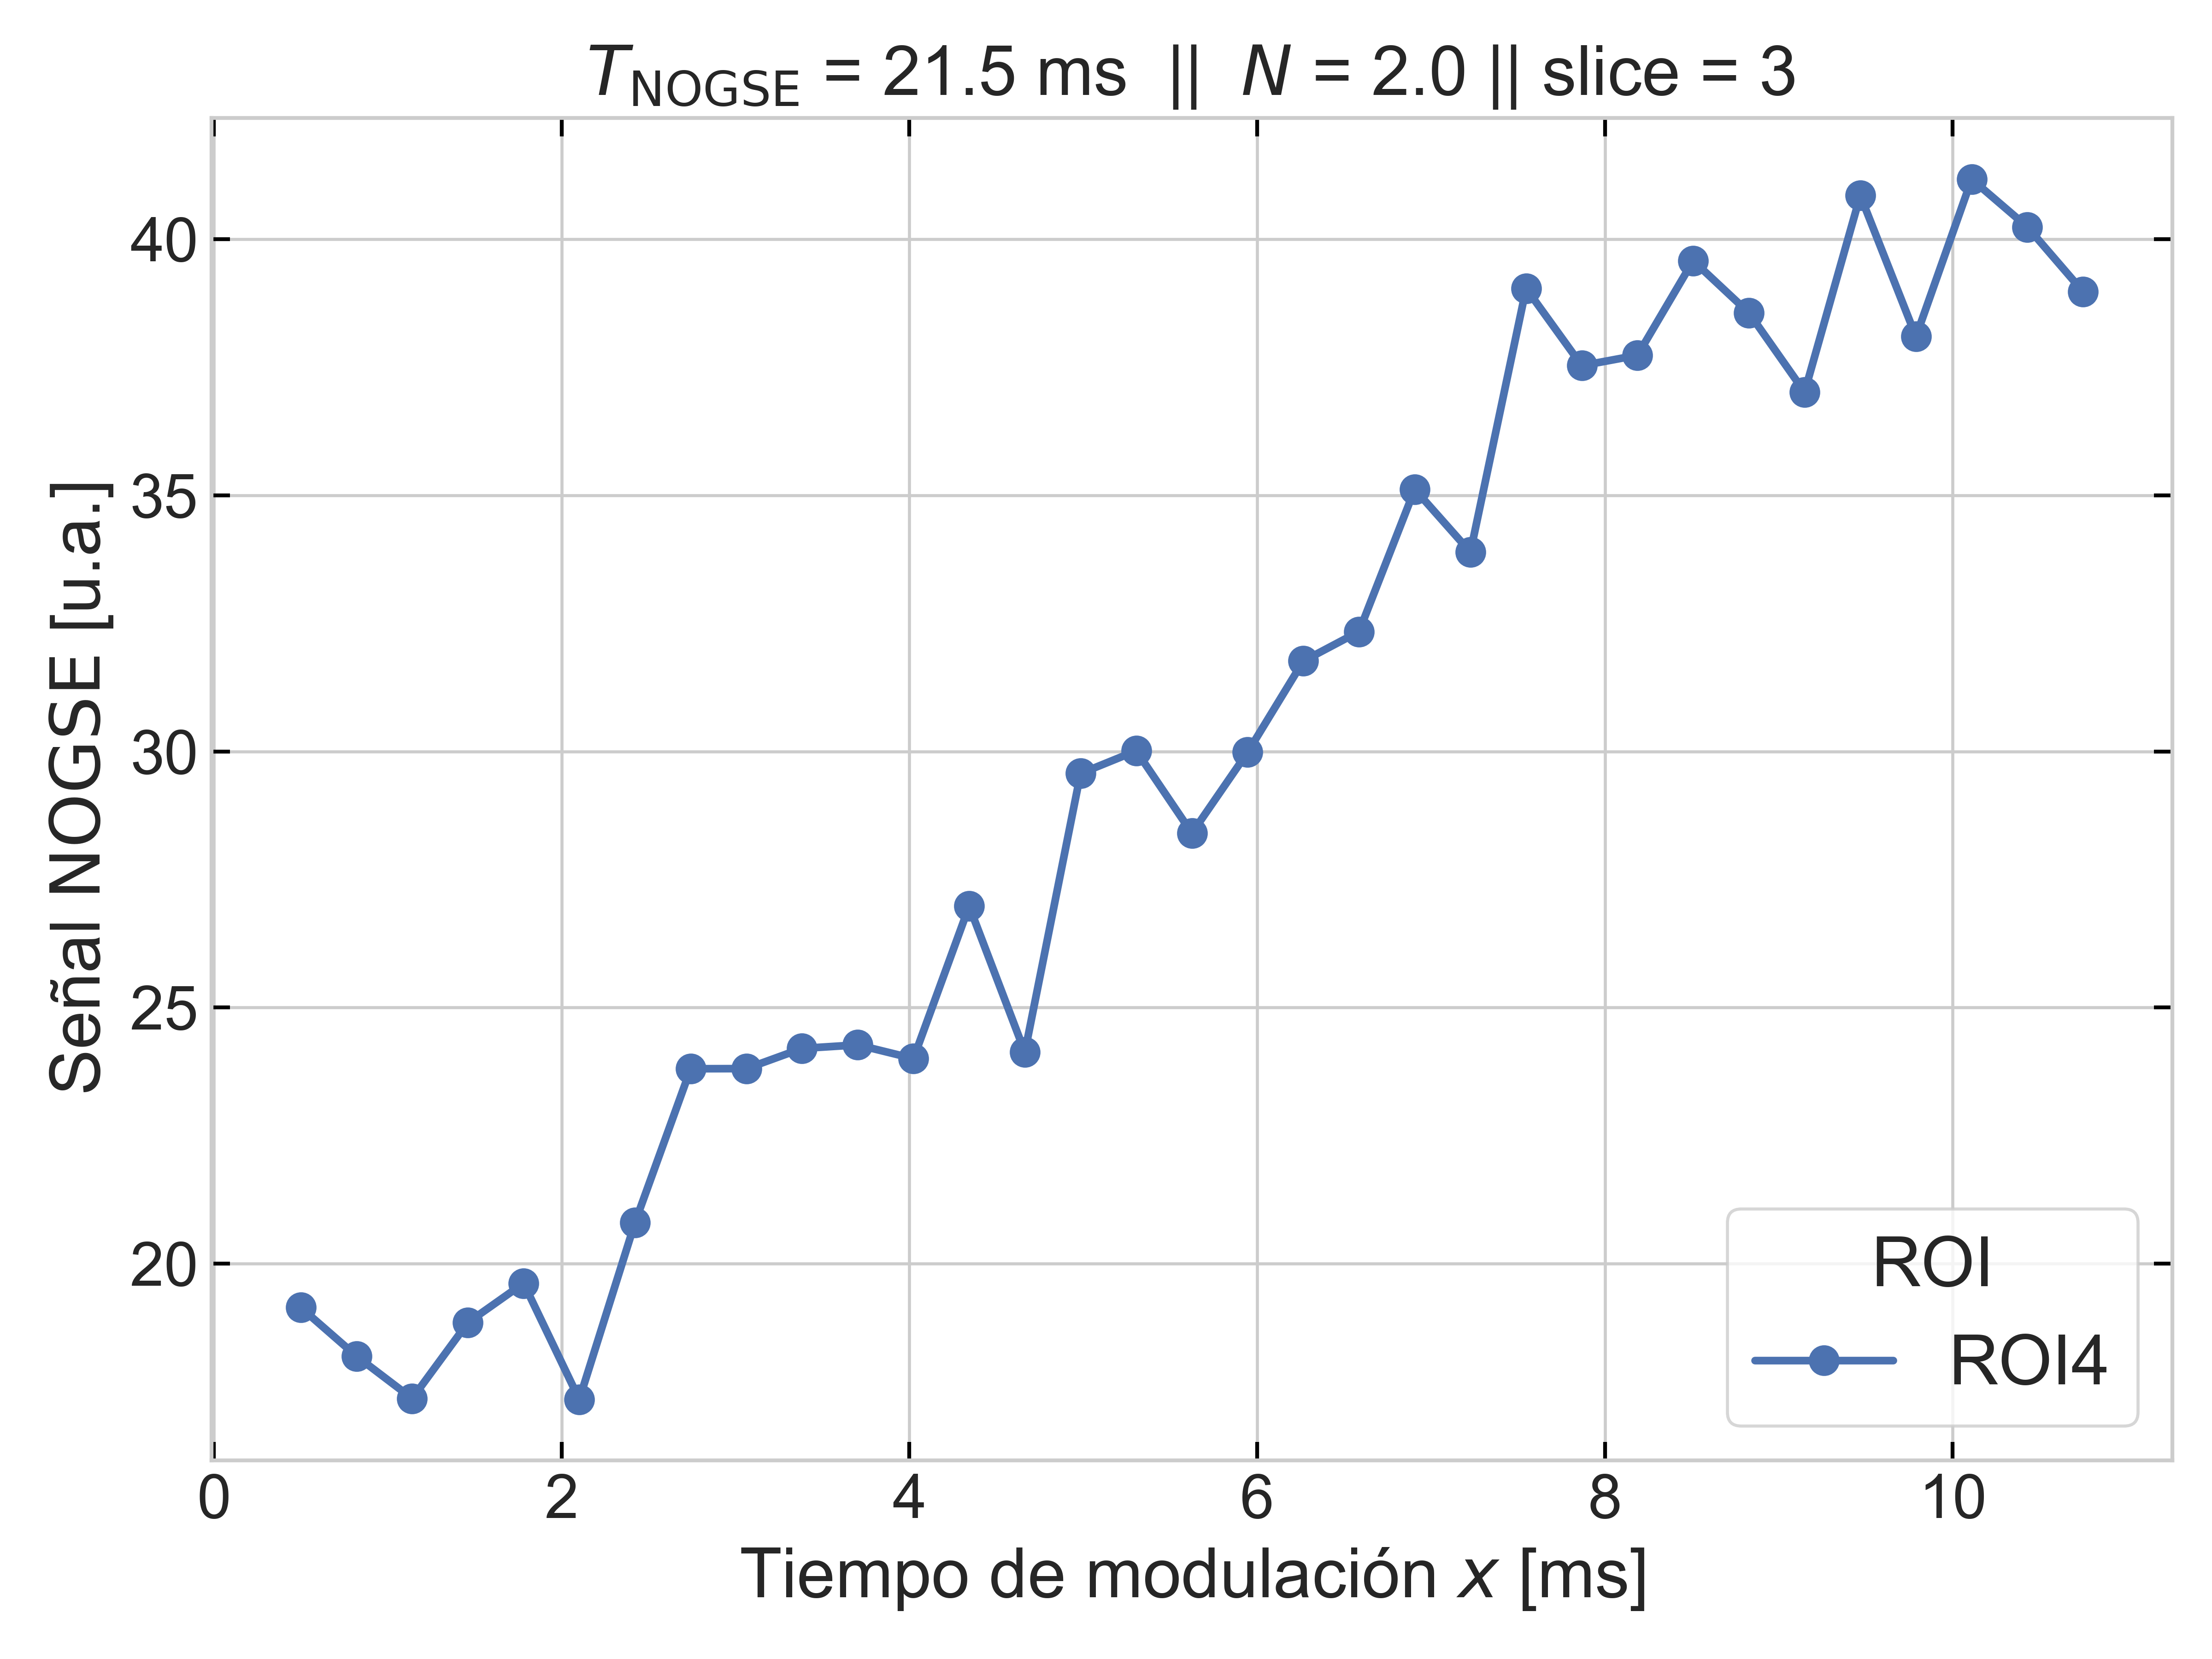 T_NOGSE = 21.5 ms || N = 2.0 || slice = 3
Señal NOGSE [u.a.]
40
35
30
25
20
ROI
ROI4
0 2 4 6 8 10
Tiempo de modulación x [ms]